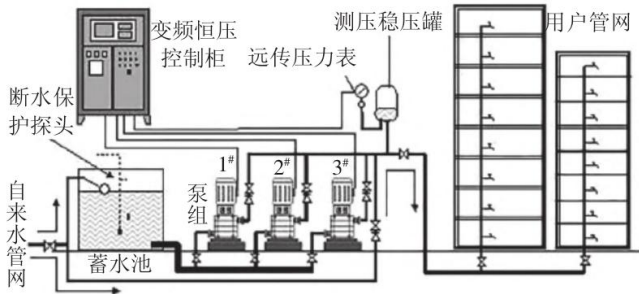 变频恒压
控制柜
测压稳压罐
远传压力表
用户管网
断水保
护探头
1#
2#
3#
泵
组
自来水管网
蓄水池